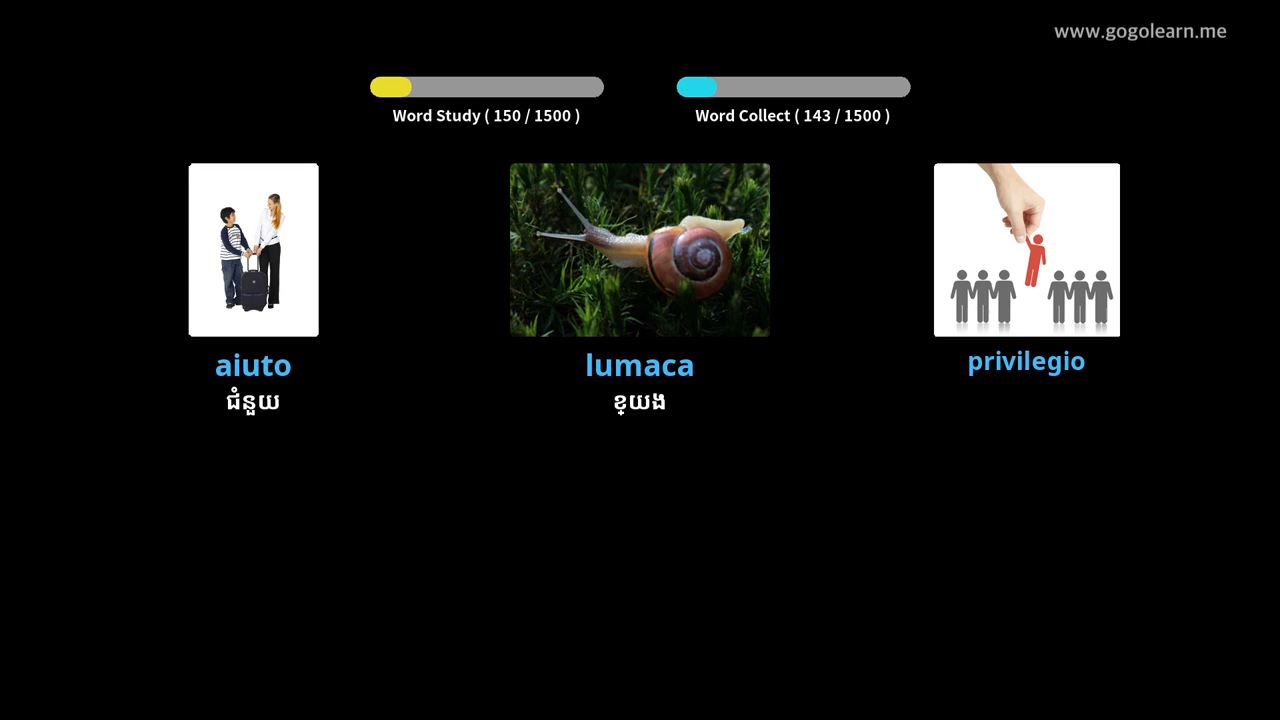 www.gogolearn.me
Word Study ( 150 / 1500 )
Word Collect ( 143 / 1500 )
aiuto
lumaca
privilegio
ជំនួយ
ខ្យង